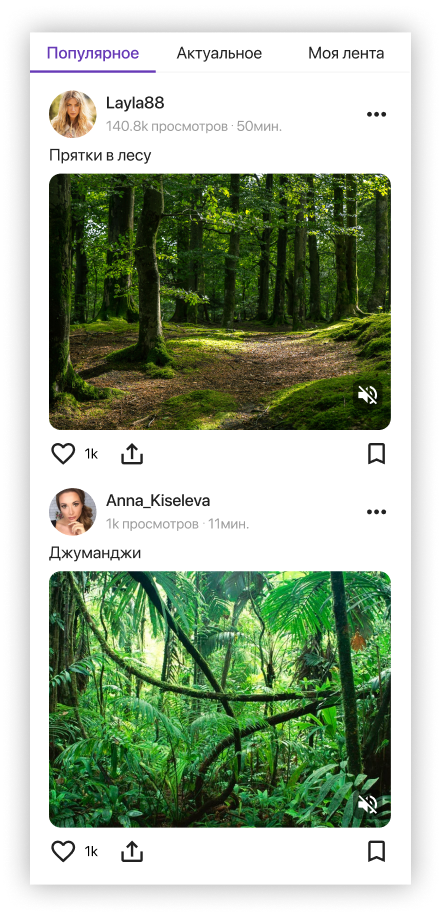 Популярное Актуальное Моя лента
Layla88
140.8k просмотров · 50мин.
Прятки в лесу
1k
Anna_Kiseleva
1k просмотров · 11мин.
Джуманджи
1k